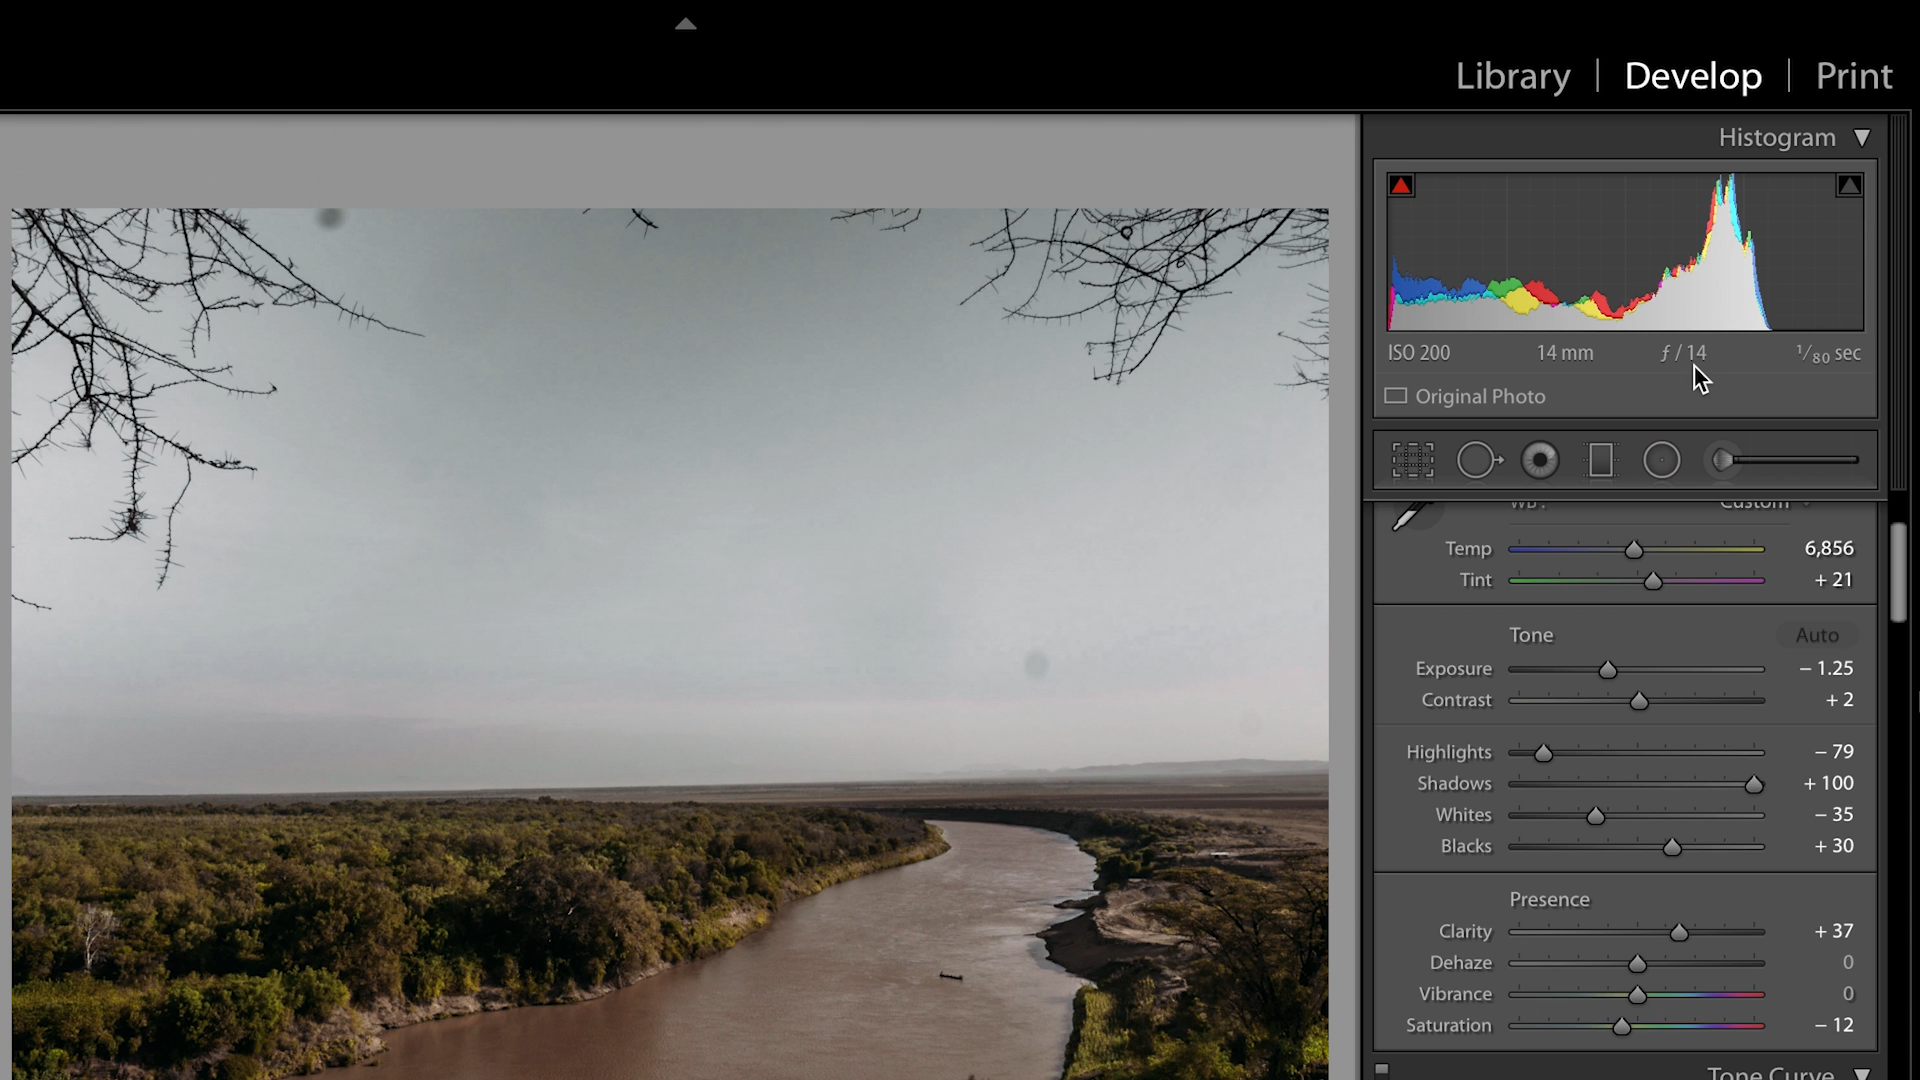 Library | Develop | Print
Histogram
ISO 200 14 mm ƒ / 14 1/80 sec
Original Photo
WB : Custom
Temp 6,856
Tint + 21
Tone Auto
Exposure − 1.25
Contrast + 2
Highlights − 79
Shadows + 100
Whites − 35
Blacks + 30
Presence
Clarity + 37
Dehaze 0
Vibrance 0
Saturation − 12
Tone Curve